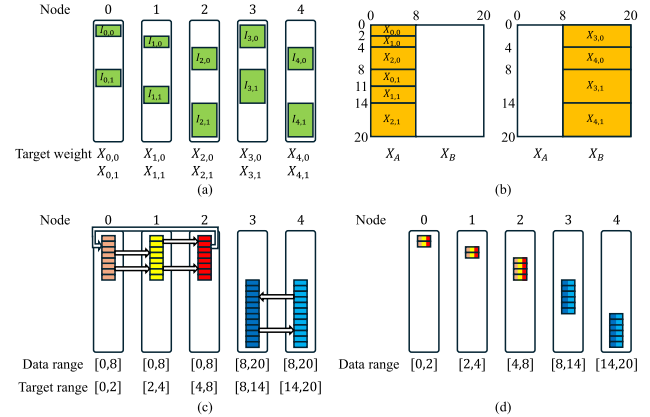 Node 0 1 2 3 4
I0,0 I1,0 I2,0 I3,0 I4,0
I0,1 I1,1 I2,1 I3,1 I4,1
Target weight X0,0 X1,0 X2,0 X3,0 X4,0
X0,1 X1,1 X2,1 X3,1 X4,1
(a)
0 8 20
0
2 X0,0
4 X1,0
8 X2,0
11 X0,1
14 X1,1
20 X2,1
XA XB
0 8 20
0
4 X3,0
8 X4,0
14 X3,1
20 X4,1
XA XB
(b)
Node 0 1 2 3 4
Data range [0,8] [0,8] [0,8] [8,20] [8,20]
Target range [0,2] [2,4] [4,8] [8,14] [14,20]
(c)
Node 0 1 2 3 4
Data range [0,2] [2,4] [4,8] [8,14] [14,20]
(d)